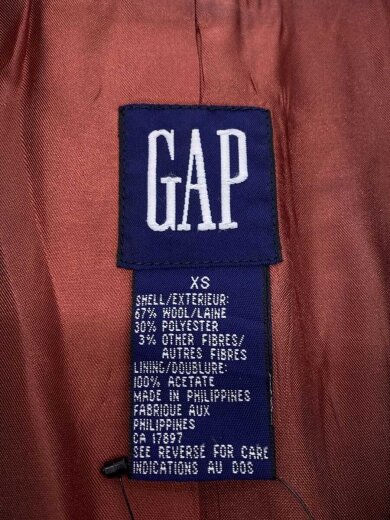 GAP
XS
SHELL/EXTERIEUR:
67% WOOL/LAINE
30% POLYESTER
3% OTHER FIBRES/
AUTRES FIBRES
LINING/DOUBLURE:
100% ACETATE
MADE IN PHILIPPINES
FABRIQUE AUX
PHILIPPINES
CA 17897
SEE REVERSE FOR CARE
INDICATIONS AU DOS